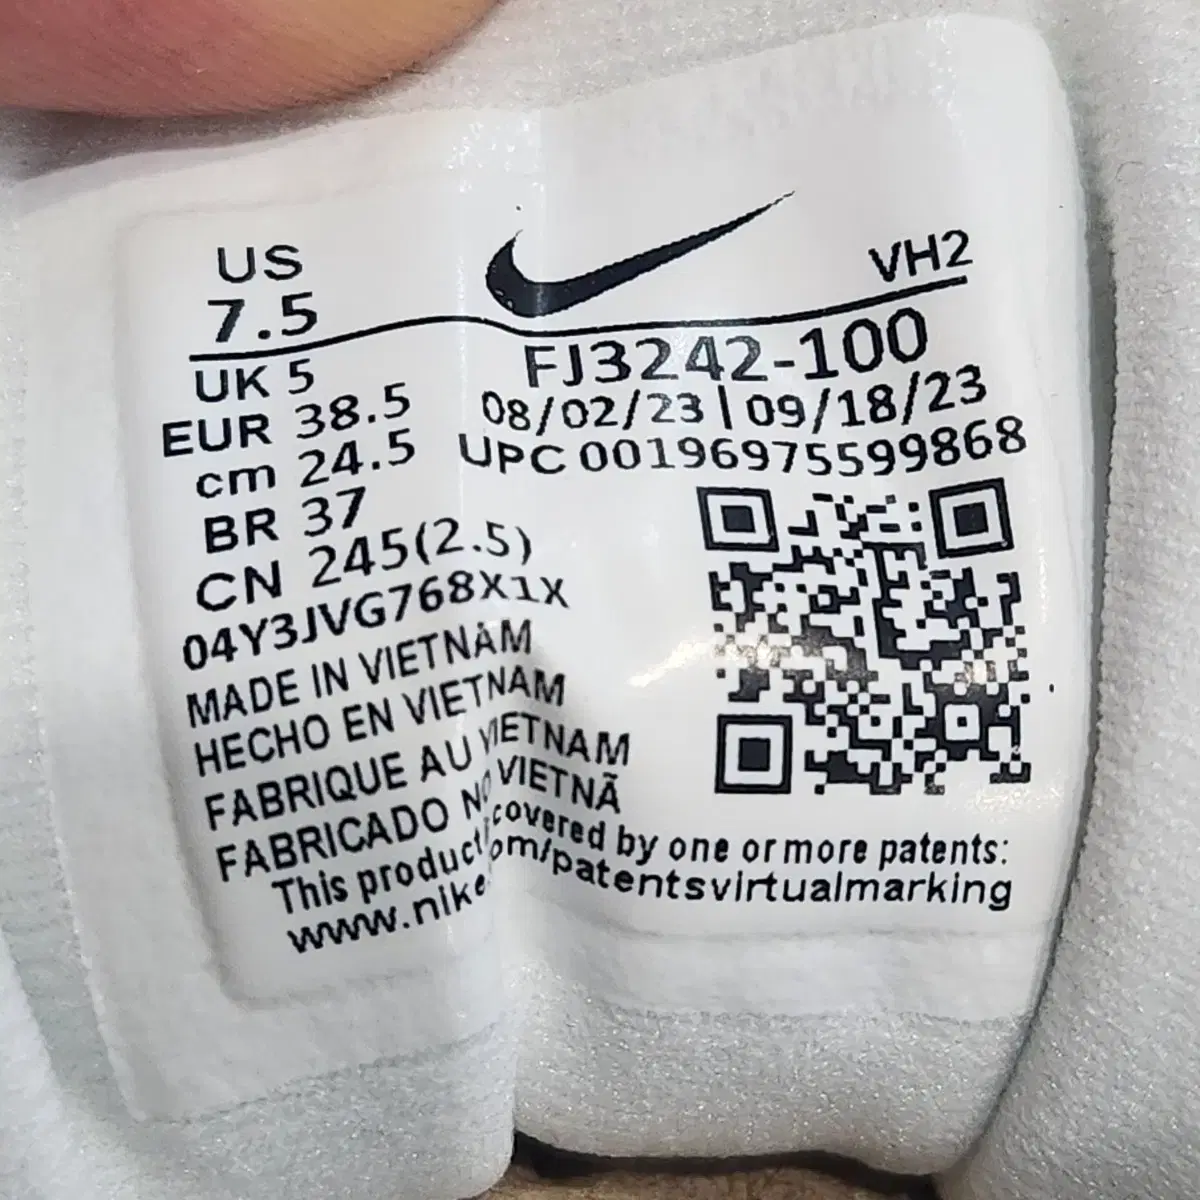 US
7.5
VH2
UK 5
EUR 38.5
cm 24.5
BR 37
CN 245(2.5)
04Y3JVG768X1X
FJ3242-100
08/02/23 | 09/18/23
UPC 00196975599868
MADE IN VIETNAM
HECHO EN VIETNAM
FABRIQUE AU VIETNAM
FABRICADO NO VIETNÃ
This product covered by one or more patents:
www.nike.com/patentsvirtualmarking